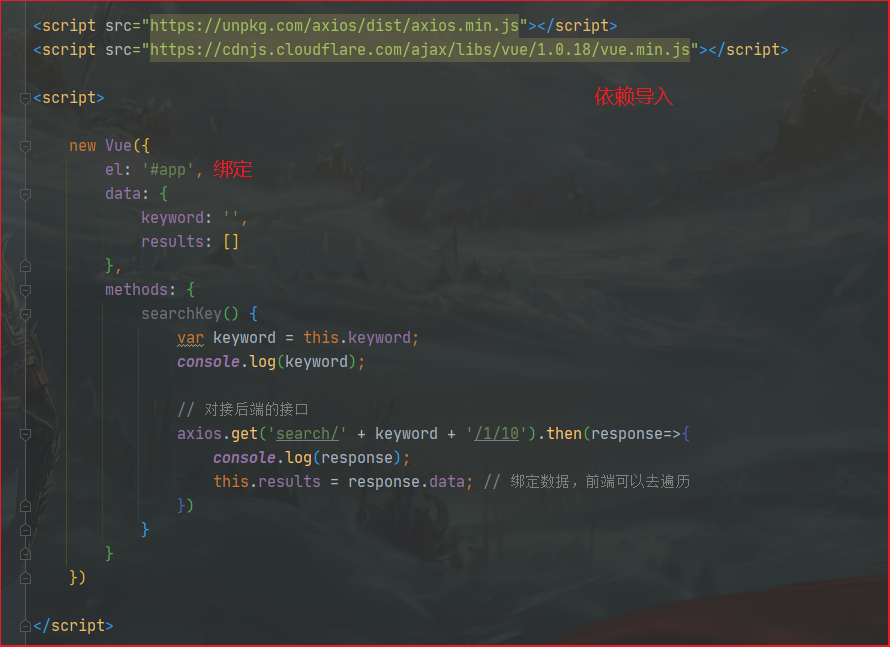 <script src="https://unpkg.com/axios/dist/axios.min.js"></script>
<script src="https://cdnjs.cloudflare.com/ajax/libs/vue/1.0.18/vue.min.js"></script>
<script>
依赖导入
new Vue({
el: '#app', 绑定
data: {
keyword: '',
results: []
},
methods: {
searchKey() {
var keyword = this.keyword;
console.log(keyword);
// 对接后端的接口
axios.get('search/' + keyword + '/1/10').then(response=>{
console.log(response);
this.results = response.data; // 绑定数据，前端可以去遍历
})
}
}
})
</script>